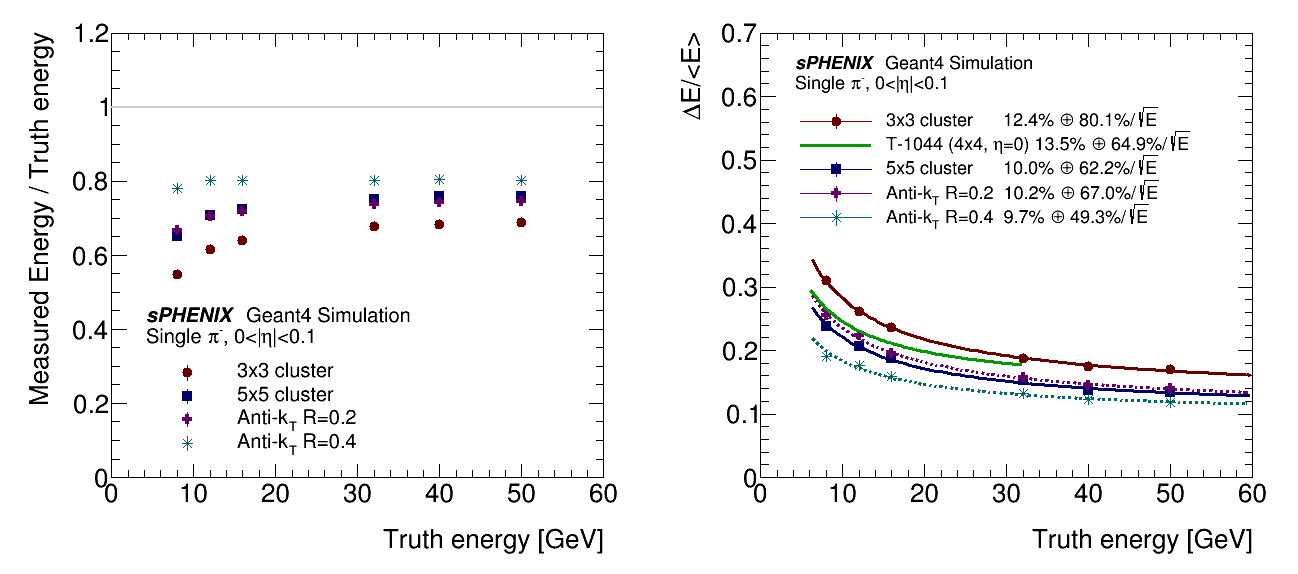 1.2
1
0.8
0.6
0.4
0.2
0
Measured Energy / Truth energy
sPHENIX Geant4 Simulation
Single π⁻, 0<|η|<0.1
3x3 cluster
5x5 cluster
Anti-k_T R=0.2
Anti-k_T R=0.4
0 10 20 30 40 50 60
Truth energy [GeV]
0.7
0.6
0.5
0.4
0.3
0.2
0.1
0
ΔE/<E>
sPHENIX Geant4 Simulation
Single π⁻, 0<|η|<0.1
3x3 cluster 12.4% ⊕ 80.1%/√E
T-1044 (4x4, η=0) 13.5% ⊕ 64.9%/√E
5x5 cluster 10.0% ⊕ 62.2%/√E
Anti-k_T R=0.2 10.2% ⊕ 67.0%/√E
Anti-k_T R=0.4 9.7% ⊕ 49.3%/√E
0 10 20 30 40 50 60
Truth energy [GeV]